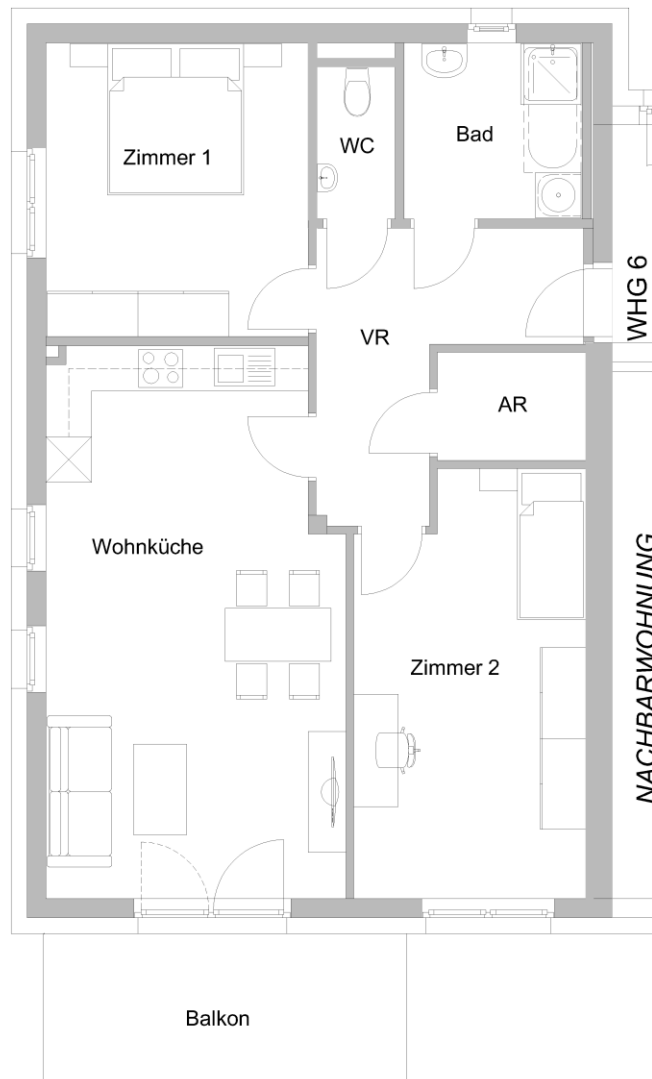 Zimmer 1
WC
Bad
WHG 6
VR
AR
Wohnküche
NACHBARWOHNUNG
Zimmer 2
Balkon